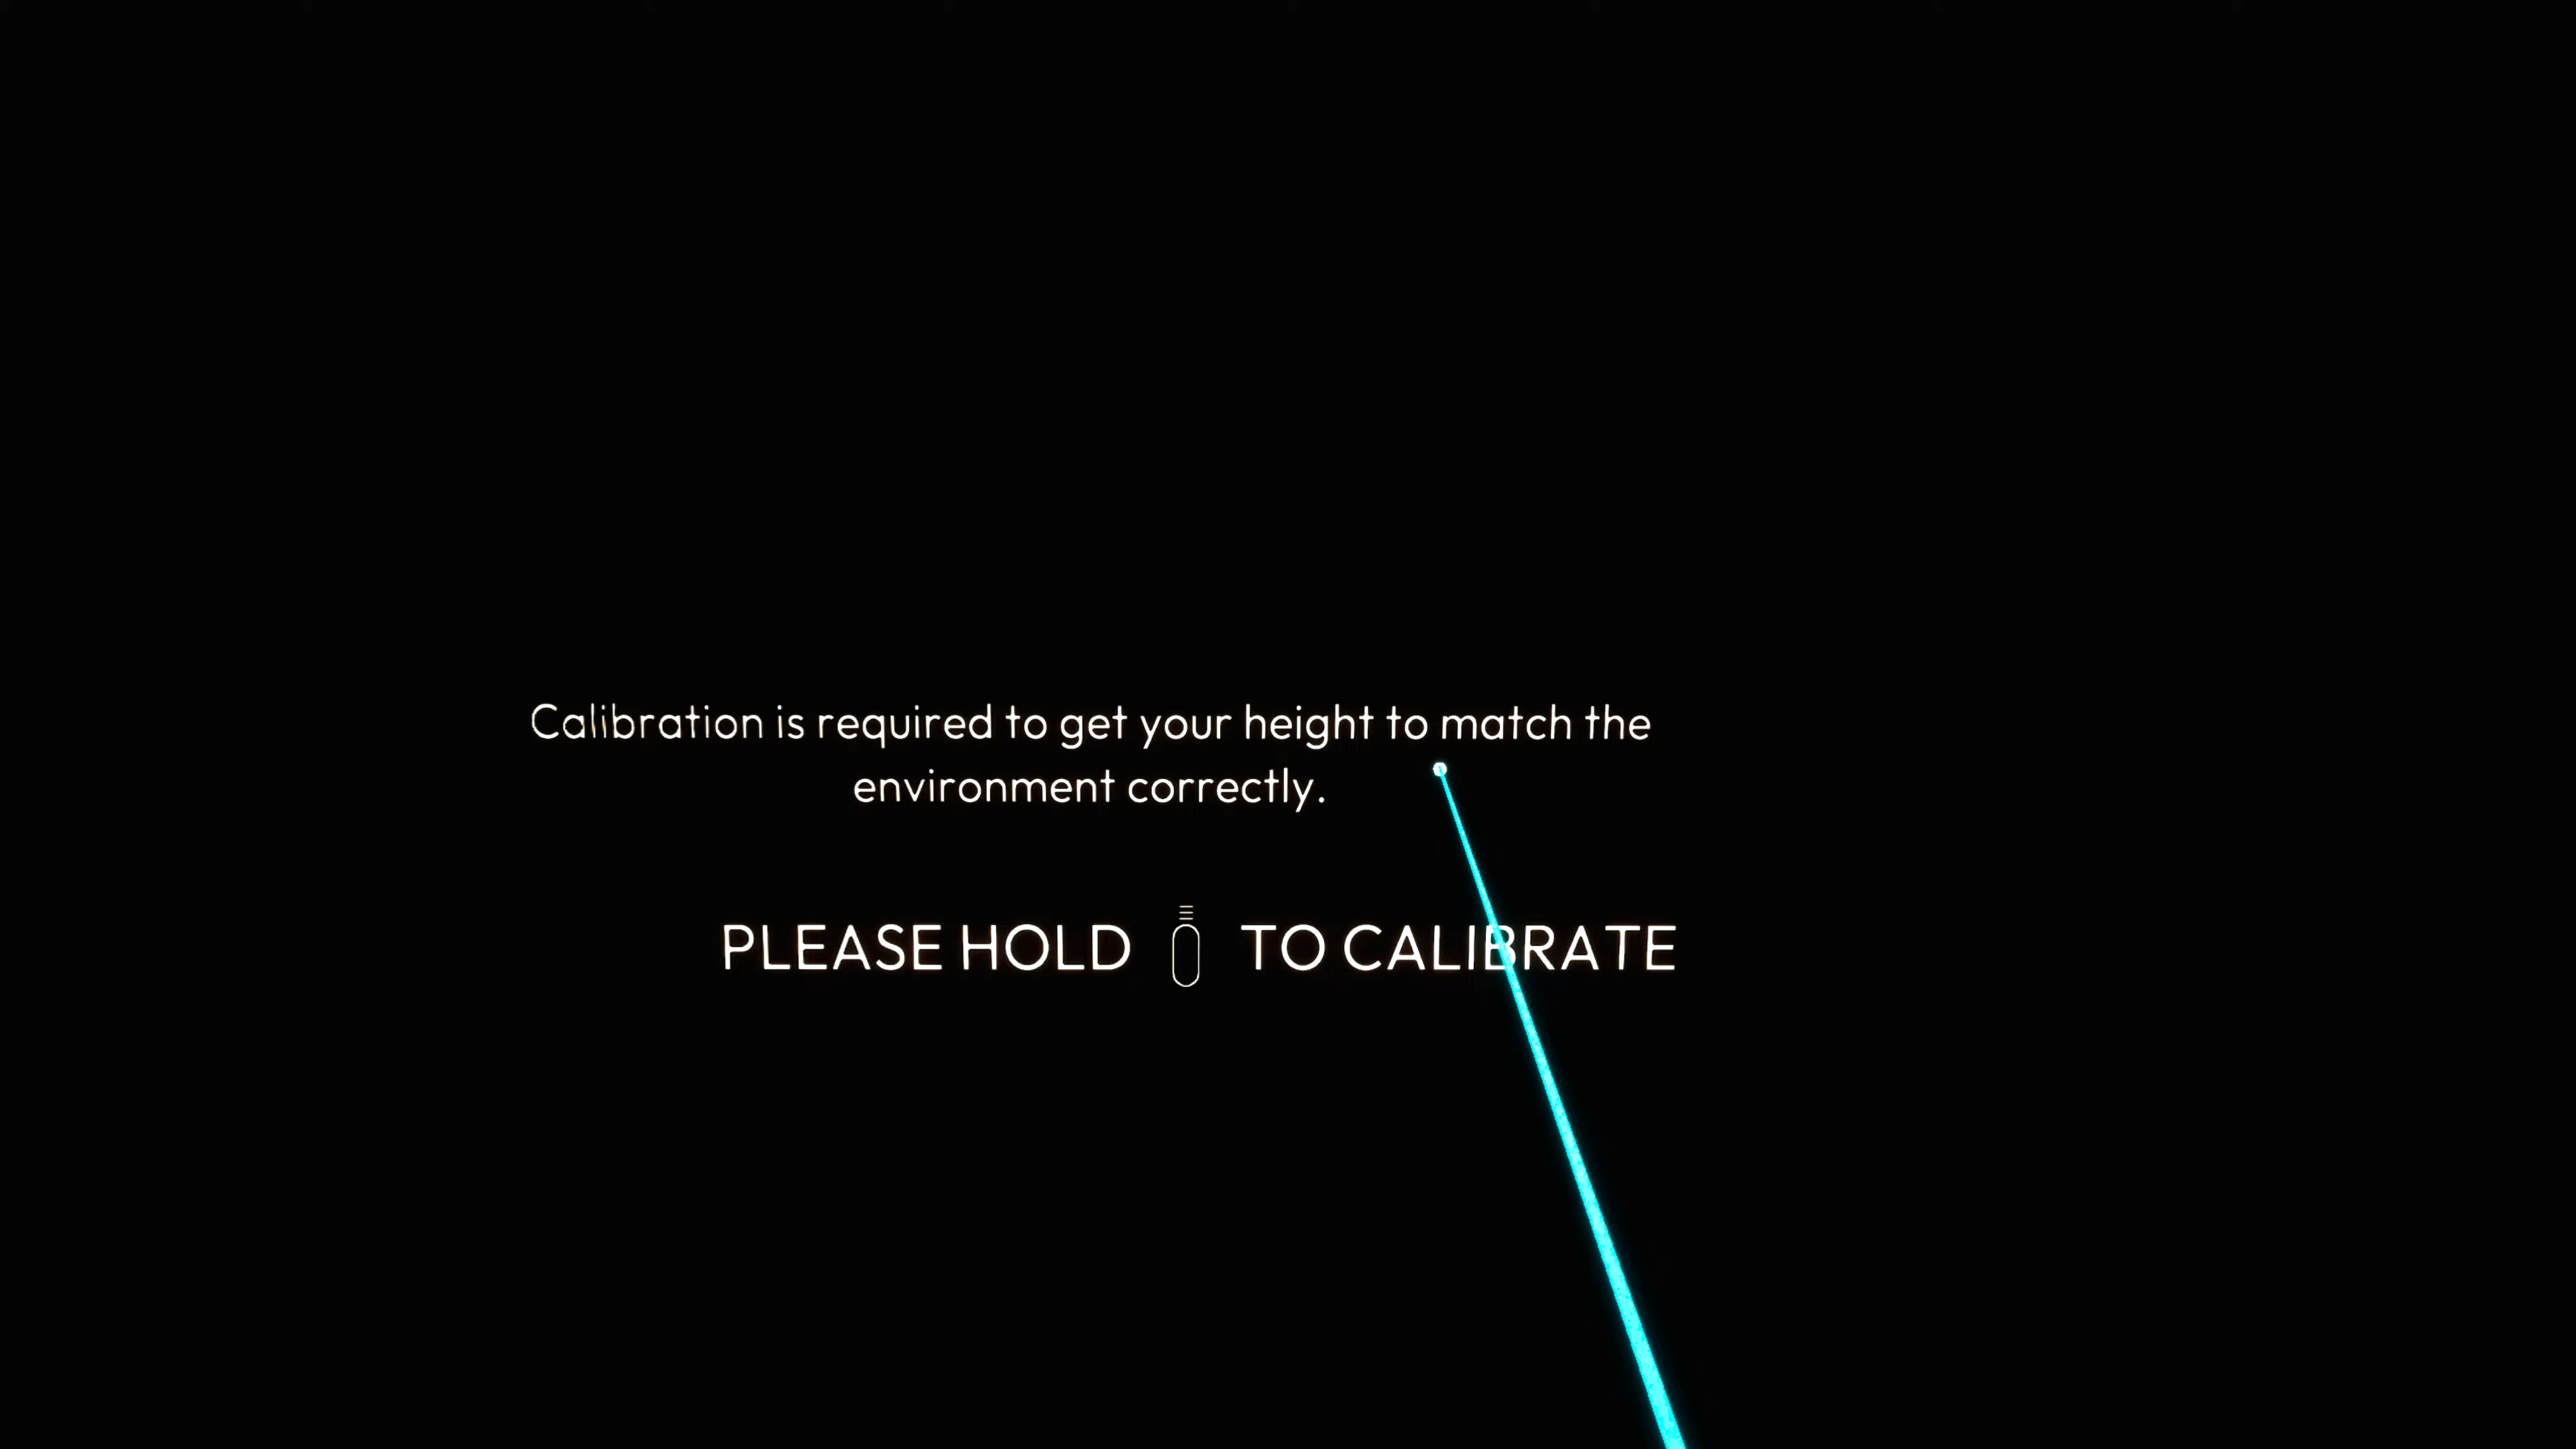 Calibration is required to get your height to match the
environment correctly.
PLEASE HOLD TO CALIBRATE